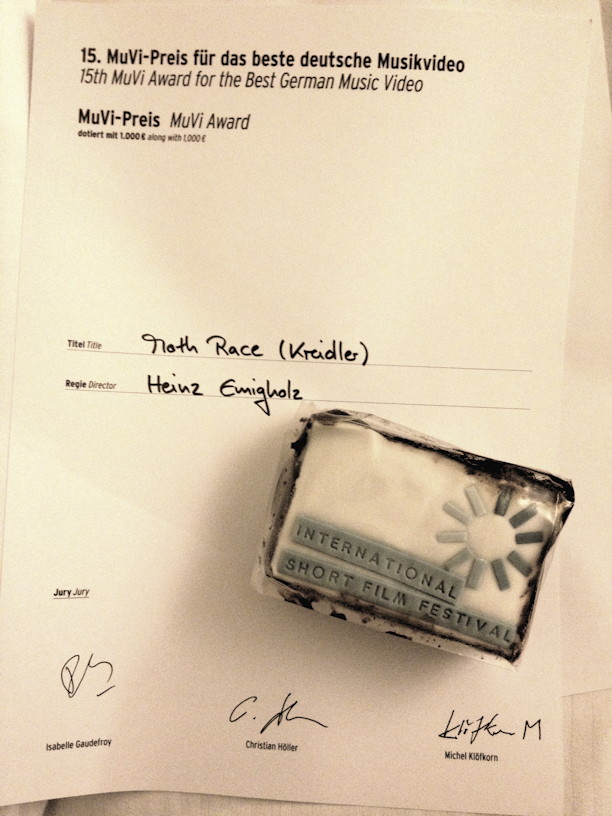 15. MuVi-Preis für das beste deutsche Musikvideo
15th MuVi Award for the Best German Music Video
MuVi-Preis MuVi Award
dotiert mit 1.000 € along with 1,000 €
Titel Title Moth Race (Kreidler)
Regie Director Heinz Emigholz
INTERNATIONAL
SHORT FILM FESTIVAL
Jury Jury
C. Höller
Klöfkorn M
Isabelle Gaudefroy
Christian Höller
Michel Klöfkorn